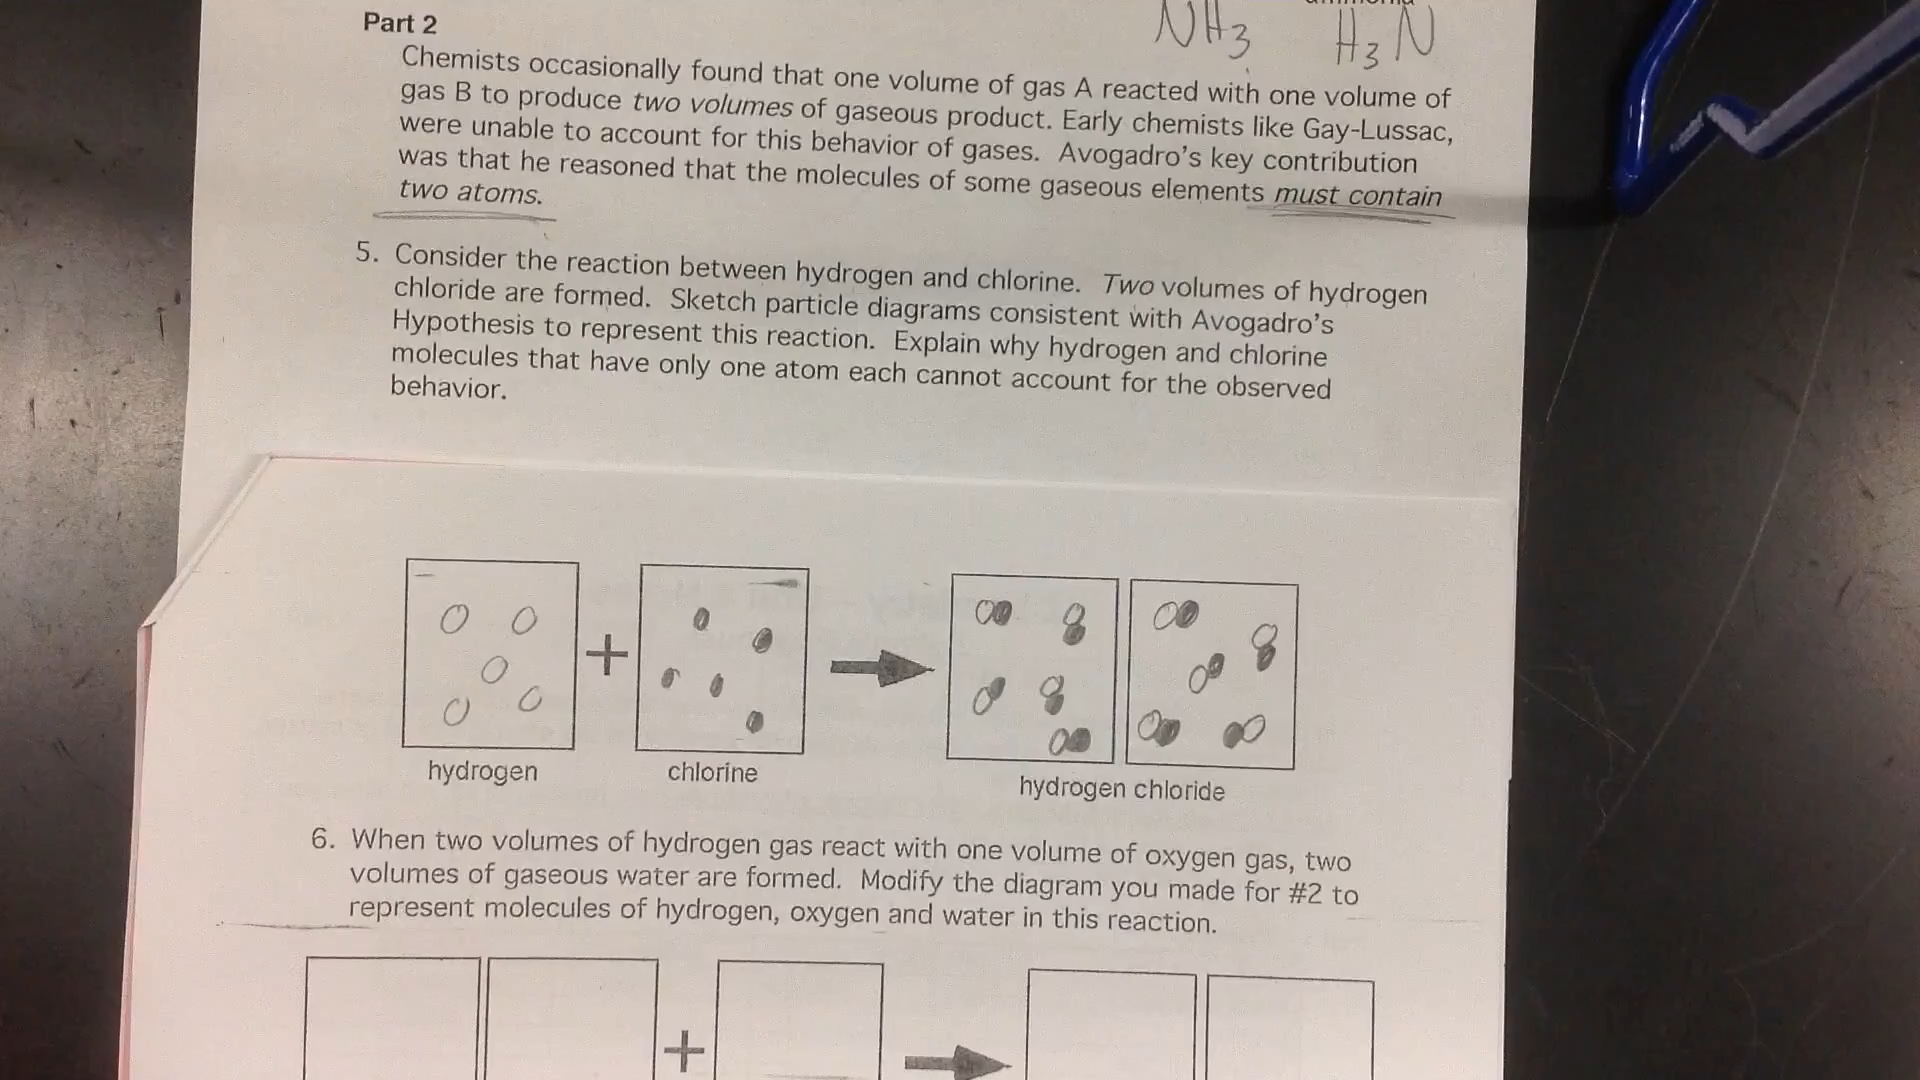 Part 2
NH3 H3N
Chemists occasionally found that one volume of gas A reacted with one volume of
gas B to produce two volumes of gaseous product. Early chemists like Gay-Lussac,
were unable to account for this behavior of gases. Avogadro's key contribution
was that he reasoned that the molecules of some gaseous elements must contain
two atoms.
5. Consider the reaction between hydrogen and chlorine. Two volumes of hydrogen
chloride are formed. Sketch particle diagrams consistent with Avogadro's
Hypothesis to represent this reaction. Explain why hydrogen and chlorine
molecules that have only one atom each cannot account for the observed
behavior.
+
hydrogen chlorine hydrogen chloride
6. When two volumes of hydrogen gas react with one volume of oxygen gas, two
volumes of gaseous water are formed. Modify the diagram you made for #2 to
represent molecules of hydrogen, oxygen and water in this reaction.
+